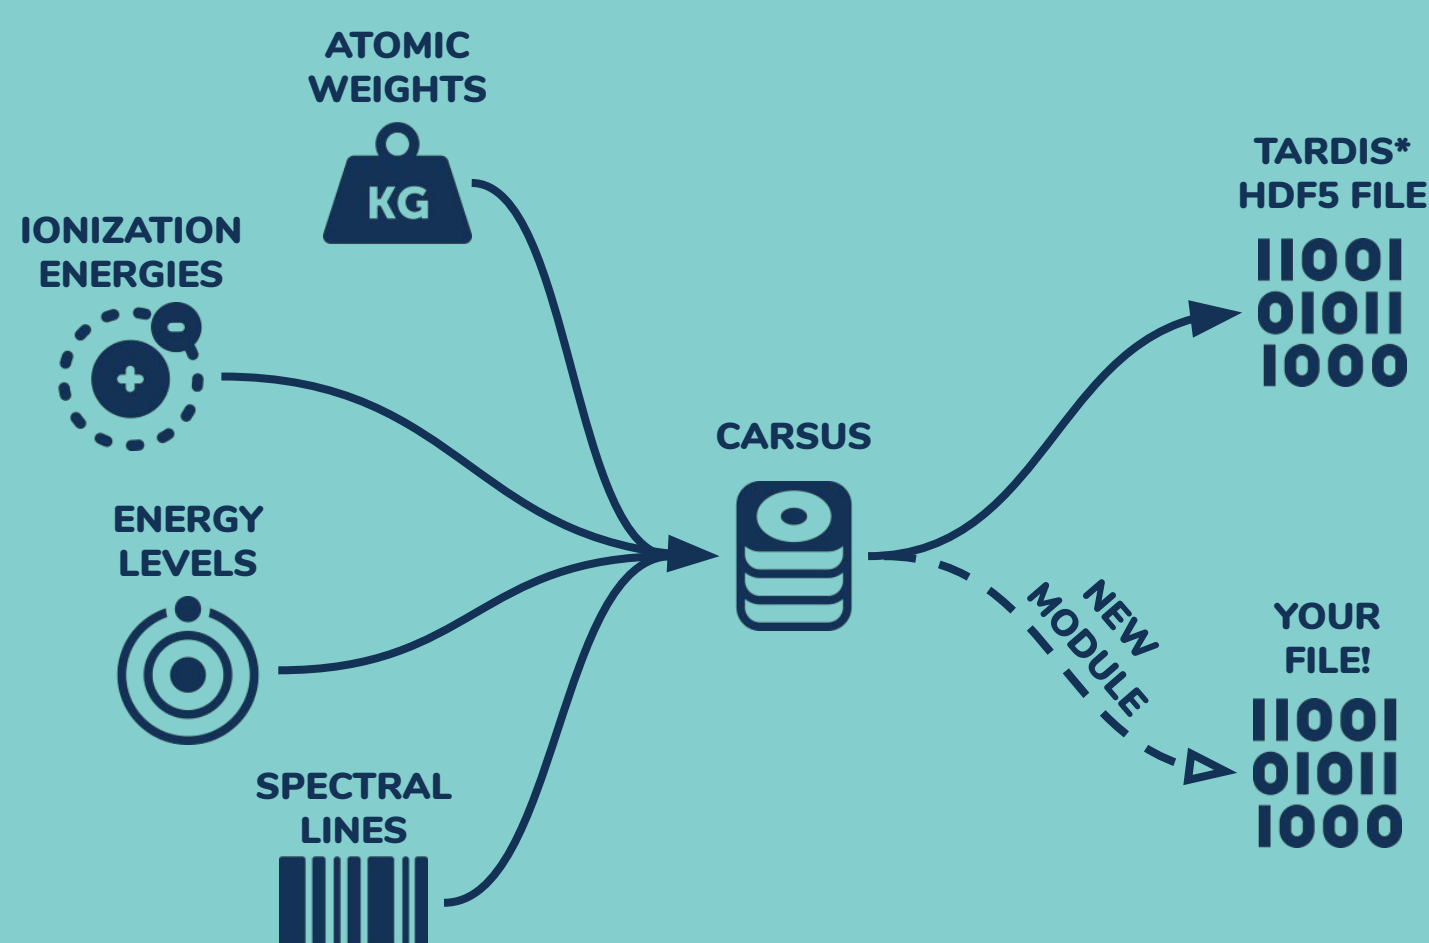 ATOMIC
WEIGHTS
KG
IONIZATION
ENERGIES
ENERGY
LEVELS
SPECTRAL
LINES
CARSUS
NEW
MODULE
TARDIS*
HDF5 FILE
11001
01011
1000
YOUR
FILE!
11001
01011
1000